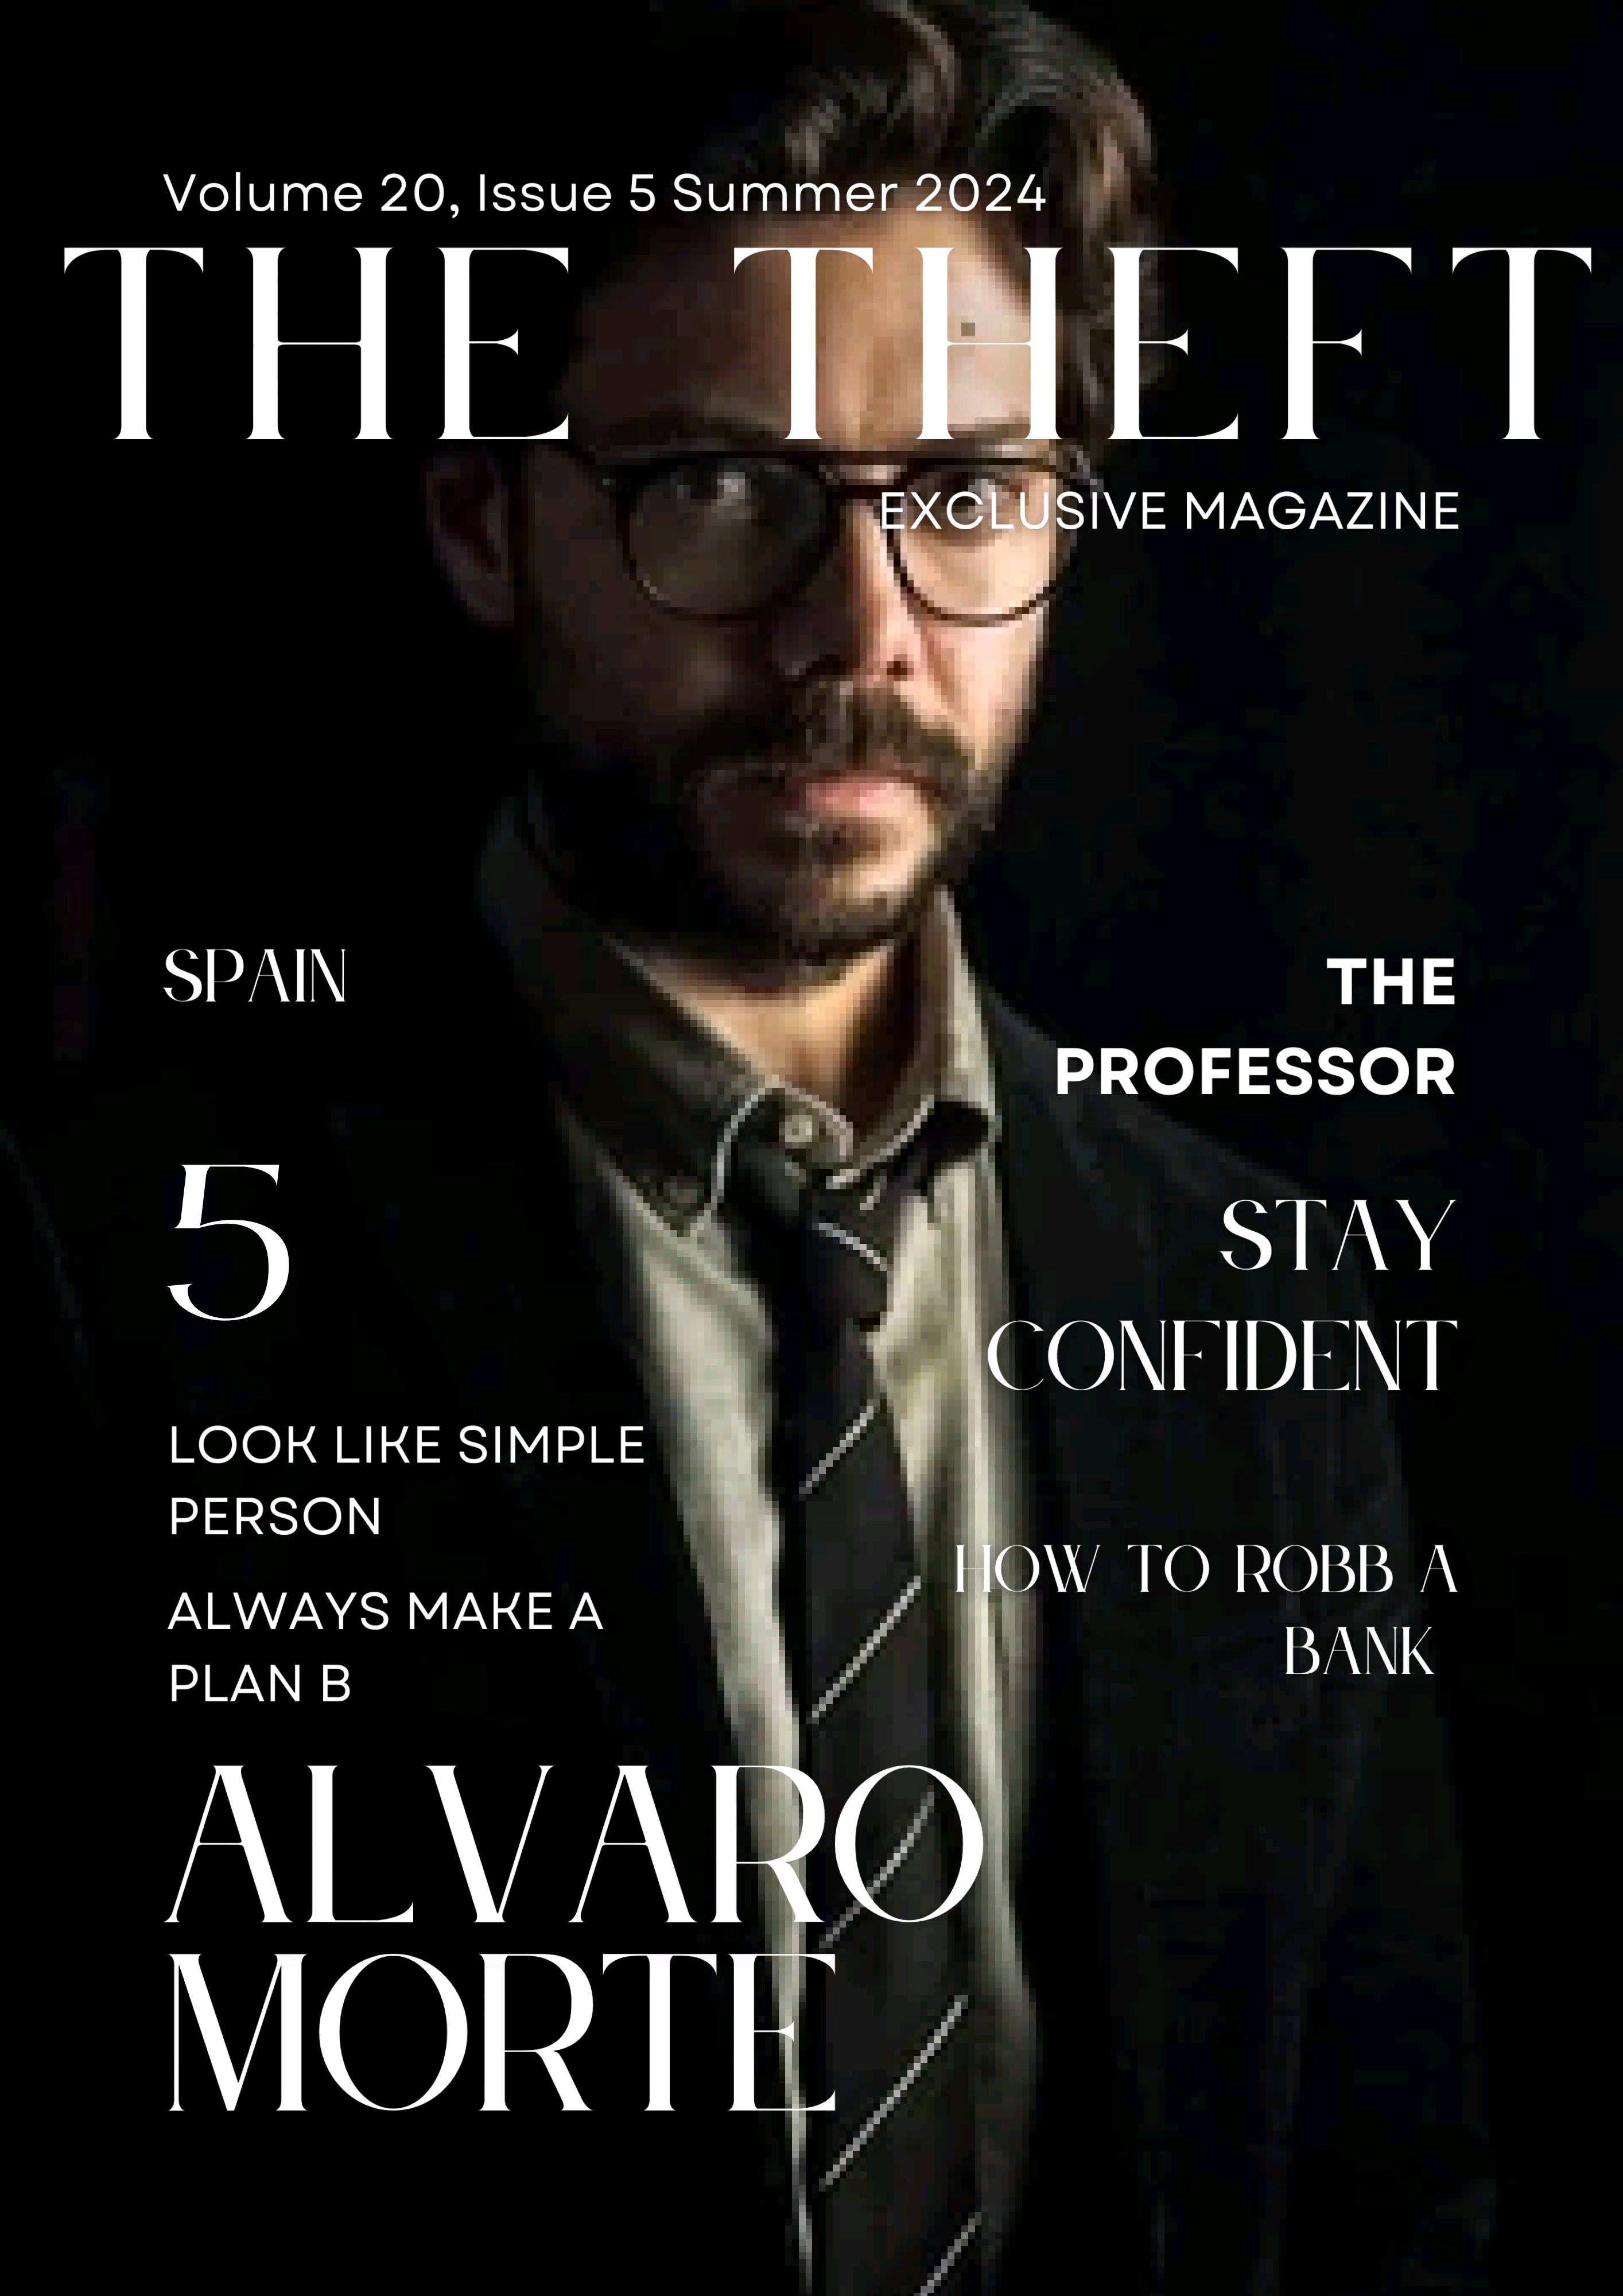 Volume 20, Issue 5 Summer 2024
THE THEFT
EXCLUSIVE MAGAZINE
SPAIN
5
LOOK LIKE SIMPLE
PERSON
ALWAYS MAKE A
PLAN B
THE
PROFESSOR
STAY
CONFIDENT
HOW TO ROBB A
BANK
ALVARO
MORTE